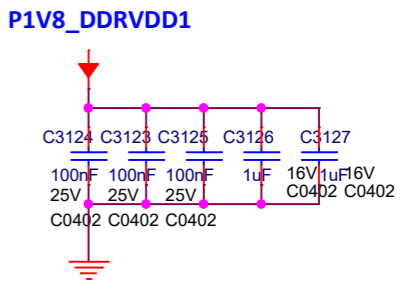 P1V8_DDRVDD1
C3124 C3123 C3125 C3126 C3127
100nF 100nF 100nF 1uF 16V 1uF 16V
25V 25V 25V C0402 C0402
C0402 C0402 C0402